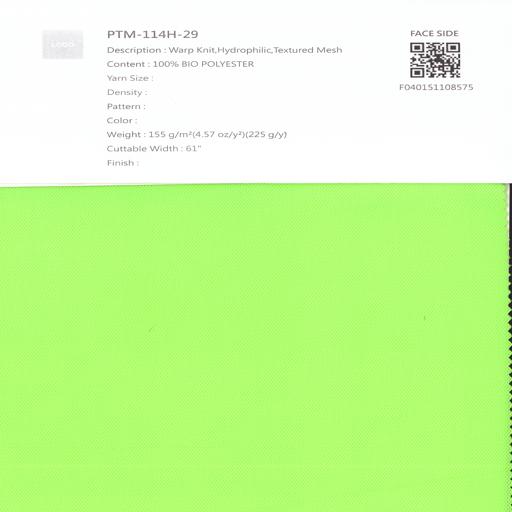 LOGO
PTM-114H-29
Description : Warp Knit,Hydrophilic,Textured Mesh
Content : 100% BIO POLYESTER
Yarn Size :
Density :
Pattern :
Color :
Weight : 155 g/m²(4.57 oz/y²)(225 g/y)
Cuttable Width : 61"
Finish :
FACE SIDE
F040151108575